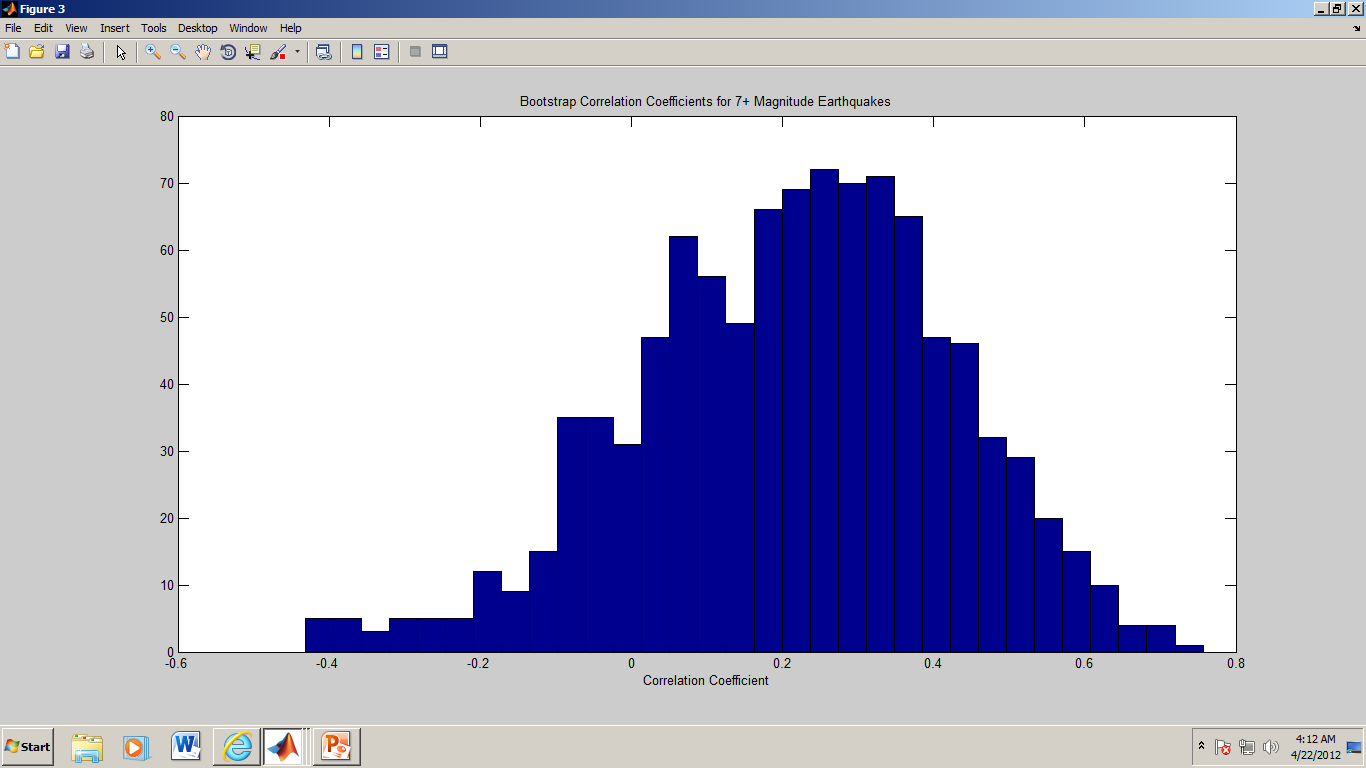 Figure 3
File Edit View Insert Tools Desktop Window Help
Bootstrap Correlation Coefficients for 7+ Magnitude Earthquakes
80
70
60
50
40
30
20
10
0
-0.6 -0.4 -0.2 0 0.2 0.4 0.6 0.8
Correlation Coefficient
Start
4:12 AM
4/22/2012